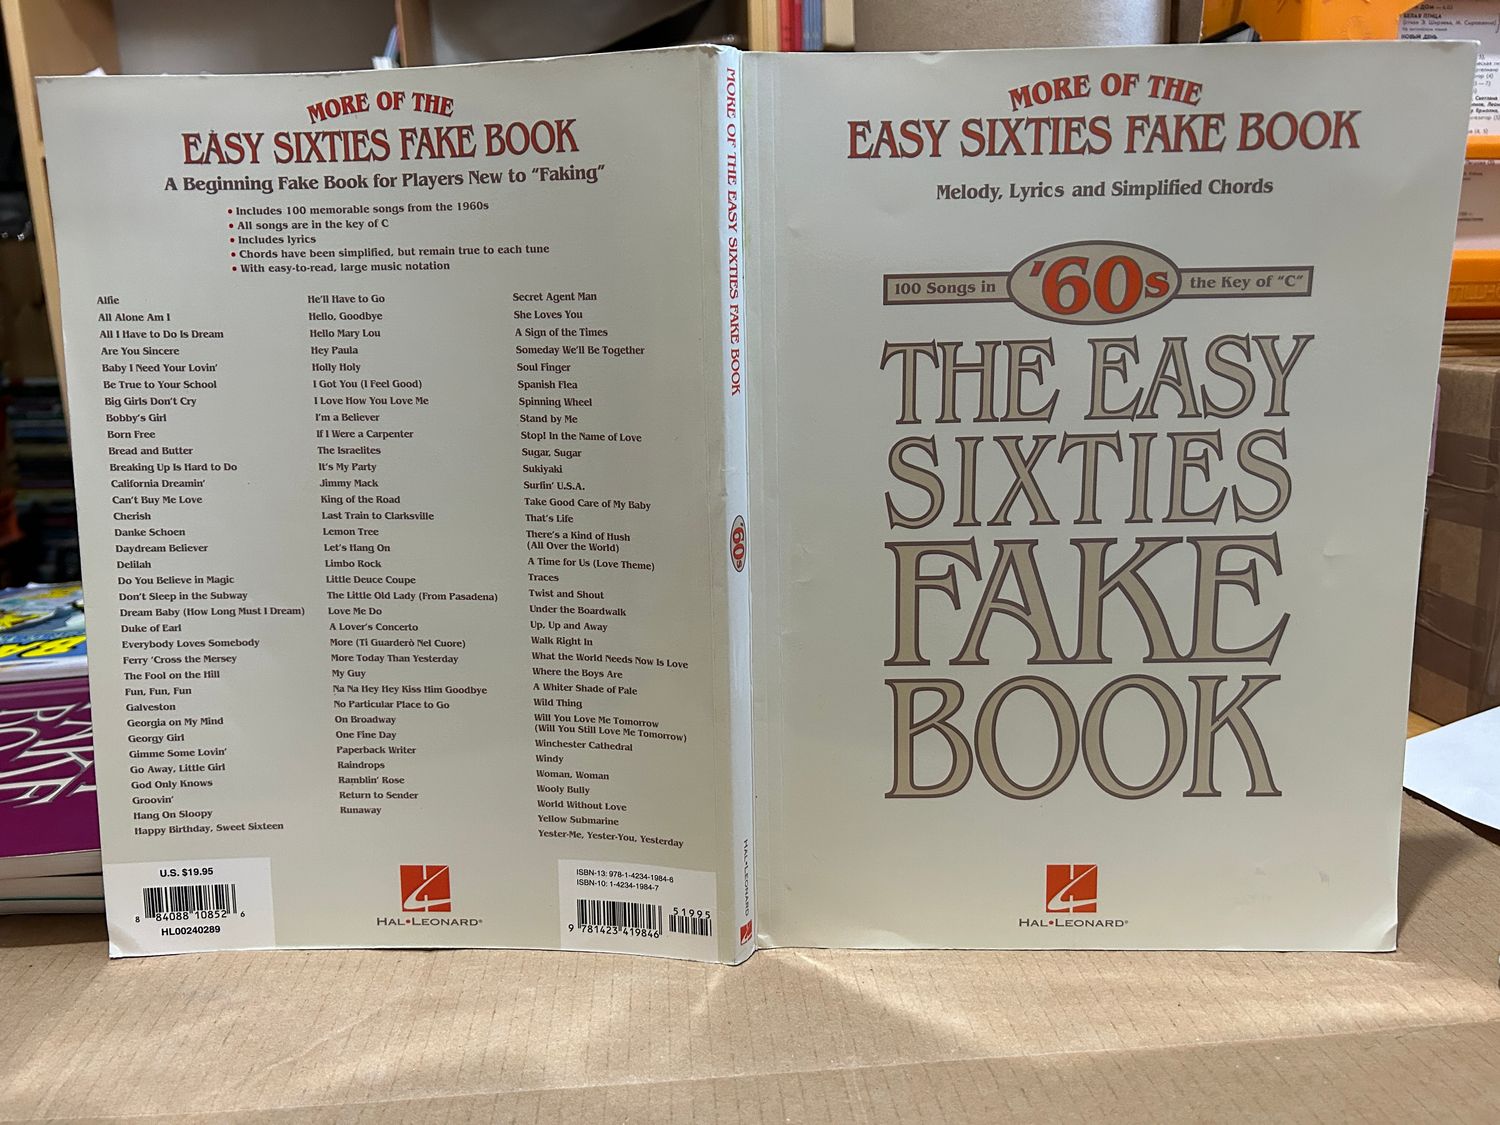 MORE OF THE
EASY SIXTIES FAKE BOOK
A Beginning Fake Book for Players New to "Faking"
• Includes 100 memorable songs from the 1960s
• All songs are in the key of C
• Includes lyrics
• Chords have been simplified, but remain true to each tune
• With easy-to-read, large music notation
Alfie
All Alone Am I
All I Have to Do Is Dream
Are You Sincere
Baby I Need Your Lovin'
Be True to Your School
Big Girls Don't Cry
Bobby's Girl
Born Free
Bread and Butter
Breaking Up Is Hard to Do
California Dreamin'
Can't Buy Me Love
Cherish
Danke Schoen
Daydream Believer
Delilah
Do You Believe in Magic
Don't Sleep in the Subway
Dream Baby (How Long Must I Dream)
Duke of Earl
Everybody Loves Somebody
Ferry 'Cross the Mersey
The Fool on the Hill
Fun, Fun, Fun
Galveston
Georgia on My Mind
Georgy Girl
Gimme Some Lovin'
Go Away, Little Girl
God Only Knows
Groovin'
Hang On Sloopy
Happy Birthday, Sweet Sixteen
He'll Have to Go
Hello, Goodbye
Hello Mary Lou
Hey Paula
Holly Holy
I Got You (I Feel Good)
I Love How You Love Me
I'm a Believer
If I Were a Carpenter
The Israelites
It's My Party
Jimmy Mack
King of the Road
Last Train to Clarksville
Lemon Tree
Let's Hang On
Limbo Rock
Little Deuce Coupe
The Little Old Lady (From Pasadena)
Love Me Do
A Lover's Concerto
More (Ti Guarderò Nel Cuore)
More Today Than Yesterday
My Guy
Na Na Hey Hey Kiss Him Goodbye
No Particular Place to Go
On Broadway
One Fine Day
Paperback Writer
Raindrops
Ramblin' Rose
Return to Sender
Runaway
Secret Agent Man
She Loves You
A Sign of the Times
Someday We'll Be Together
Soul Finger
Spanish Flea
Spinning Wheel
Stand by Me
Stop! In the Name of Love
Sugar, Sugar
Sukiyaki
Surfin' U.S.A.
Take Good Care of My Baby
That's Life
There's a Kind of Hush
(All Over the World)
A Time for Us (Love Theme)
Traces
Twist and Shout
Under the Boardwalk
Up, Up and Away
Walk Right In
What the World Needs Now Is Love
Where the Boys Are
A Whiter Shade of Pale
Wild Thing
Will You Love Me Tomorrow
(Will You Still Love Me Tomorrow)
Winchester Cathedral
Windy
Woman, Woman
Wooly Bully
World Without Love
Yellow Submarine
Yester-Me, Yester-You, Yesterday
U.S. $19.95
8 84088 10852 6
HL00240289
HAL•LEONARD®
ISBN-13: 978-1-4234-1984-6
ISBN-10: 1-4234-1984-7
51995
9 781423 419846
MORE OF THE EASY SIXTIES FAKE BOOK
'60s
HAL•LEONARD
MORE OF THE
EASY SIXTIES FAKE BOOK
Melody, Lyrics and Simplified Chords
100 Songs in '60s the Key of "C"
THE EASY
SIXTIES
FAKE
BOOK
HAL•LEONARD®
БЕЛАЯ ПТИЦА
НОВЫЙ ДЕНЬ